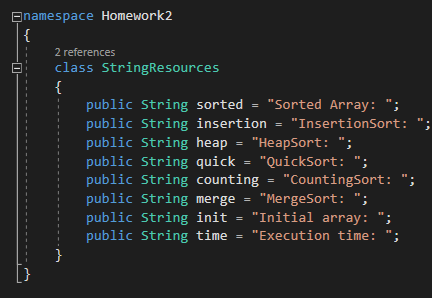 namespace Homework2
{
2 references
class StringResources
{
public String sorted = "Sorted Array: ";
public String insertion = "InsertionSort: ";
public String heap = "HeapSort: ";
public String quick = "QuickSort: ";
public String counting = "CountingSort: ";
public String merge = "MergeSort: ";
public String init = "Initial array: ";
public String time = "Execution time: ";
}
}